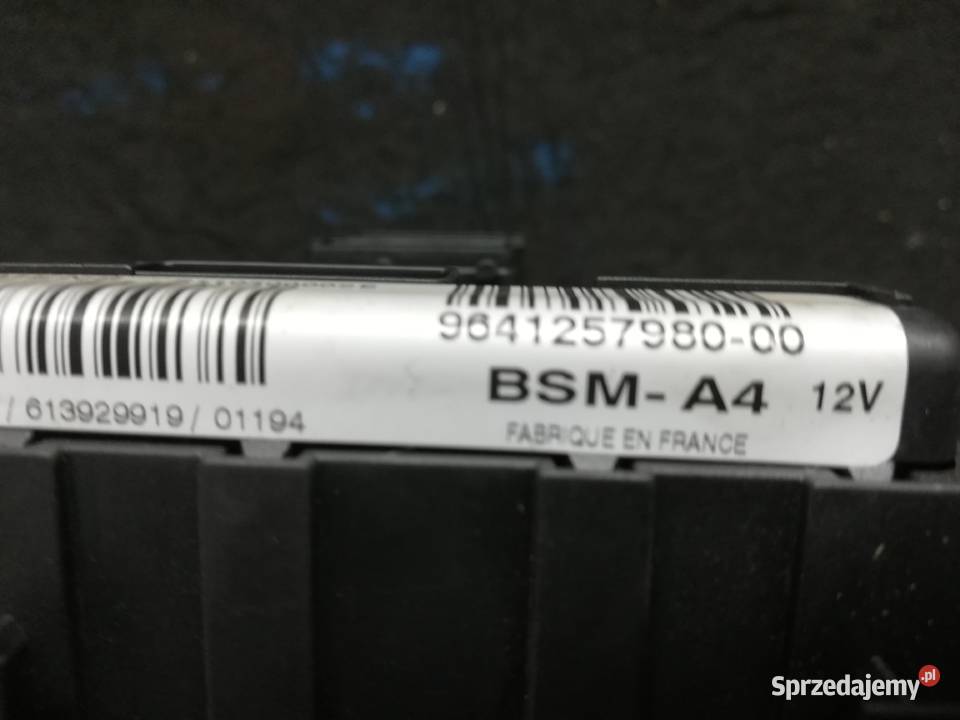 9641257980-00
BSM-A4 12V
/ 613929919 / 01194
FABRIQUE EN FRANCE
Sprzedajemy.pl